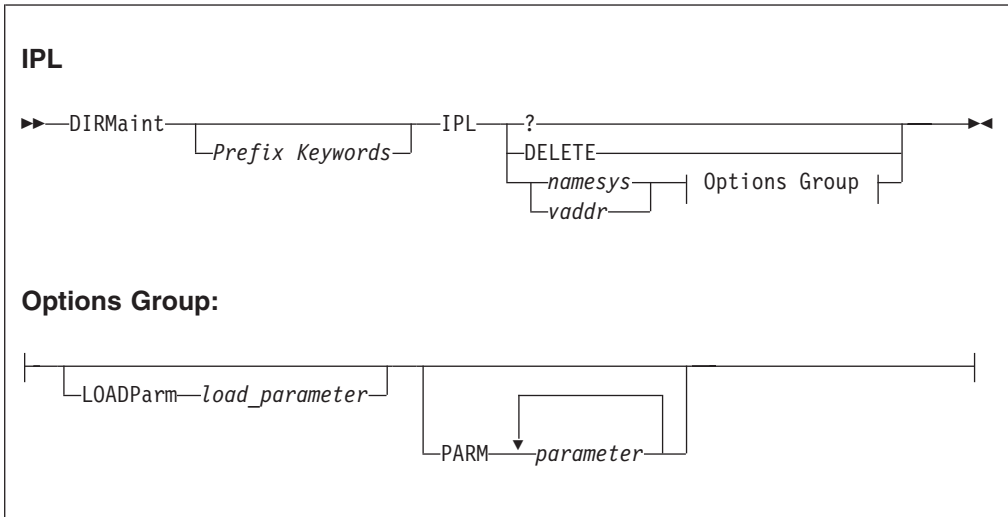 IPL
DIRMaint Prefix Keywords IPL ?
DELETE
namesys Options Group
vaddr
Options Group:
LOADParm load_parameter
PARM parameter